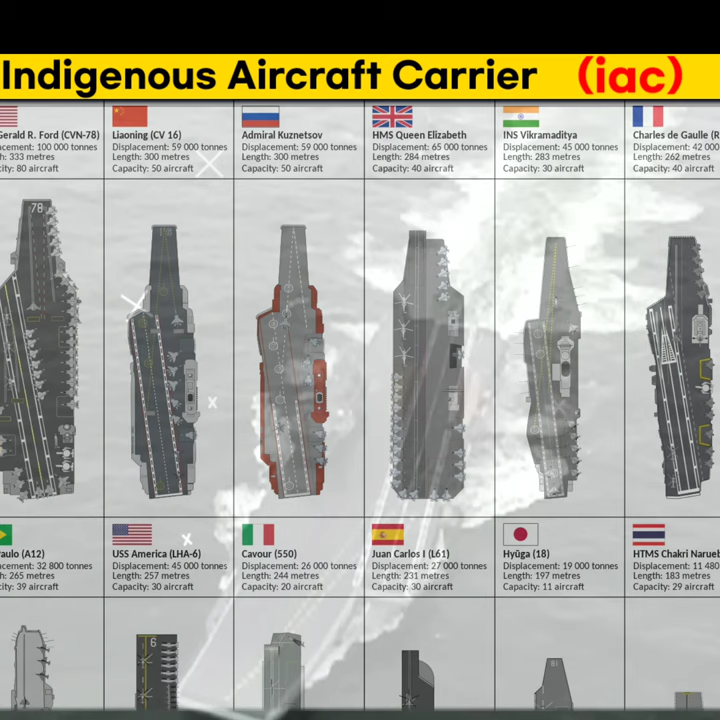 Indigenous Aircraft Carrier (iac)
Gerald R. Ford (CVN-78)
cement: 100 000 tonnes
h: 333 metres
city: 80 aircraft
Liaoning (CV 16)
Displacement: 59 000 tonnes
Length: 300 metres
Capacity: 50 aircraft
Admiral Kuznetsov
Displacement: 59 000 tonnes
Length: 300 metres
Capacity: 50 aircraft
HMS Queen Elizabeth
Displacement: 65 000 tonnes
Length: 284 metres
Capacity: 40 aircraft
INS Vikramaditya
Displacement: 45 000 tonnes
Length: 283 metres
Capacity: 30 aircraft
Charles de Gaulle (R
Displacement: 42 000
Length: 262 metres
Capacity: 40 aircraft
78
aulo (A12)
cement: 32 800 tonnes
h: 265 metres
city: 39 aircraft
USS America (LHA-6)
Displacement: 45 000 tonnes
Length: 257 metres
Capacity: 30 aircraft
Cavour (550)
Displacement: 26 000 tonnes
Length: 244 metres
Capacity: 20 aircraft
Juan Carlos I (L61)
Displacement: 27 000 tonnes
Length: 231 metres
Capacity: 30 aircraft
Hyūga (18)
Displacement: 19 000 tonnes
Length: 197 metres
Capacity: 11 aircraft
HTMS Chakri Narueb
Displacement: 11 480
Length: 183 metres
Capacity: 29 aircraft
6
81